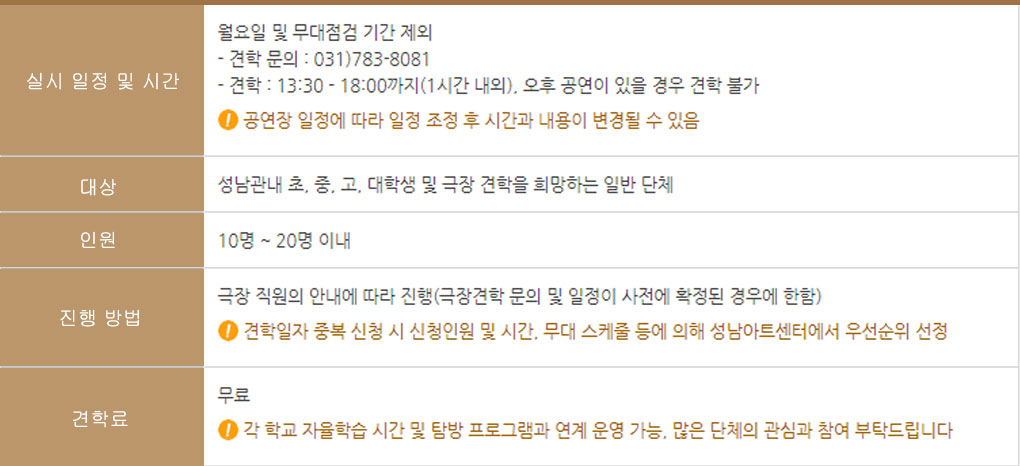 실시 일정 및 시간
월요일 및 무대점검 기간 제외
- 견학 문의 : 031)783-8081
- 견학 : 13:30 - 18:00까지(1시간 내외), 오후 공연이 있을 경우 견학 불가
! 공연장 일정에 따라 일정 조정 후 시간과 내용이 변경될 수 있음
대상
성남관내 초, 중, 고, 대학생 및 극장 견학을 희망하는 일반 단체
인원
10명 ~ 20명 이내
진행 방법
극장 직원의 안내에 따라 진행(극장견학 문의 및 일정이 사전에 확정된 경우에 한함)
! 견학일자 중복 신청 시 신청인원 및 시간, 무대 스케줄 등에 의해 성남아트센터에서 우선순위 선정
견학료
무료
! 각 학교 자율학습 시간 및 탐방 프로그램과 연계 운영 가능, 많은 단체의 관심과 참여 부탁드립니다